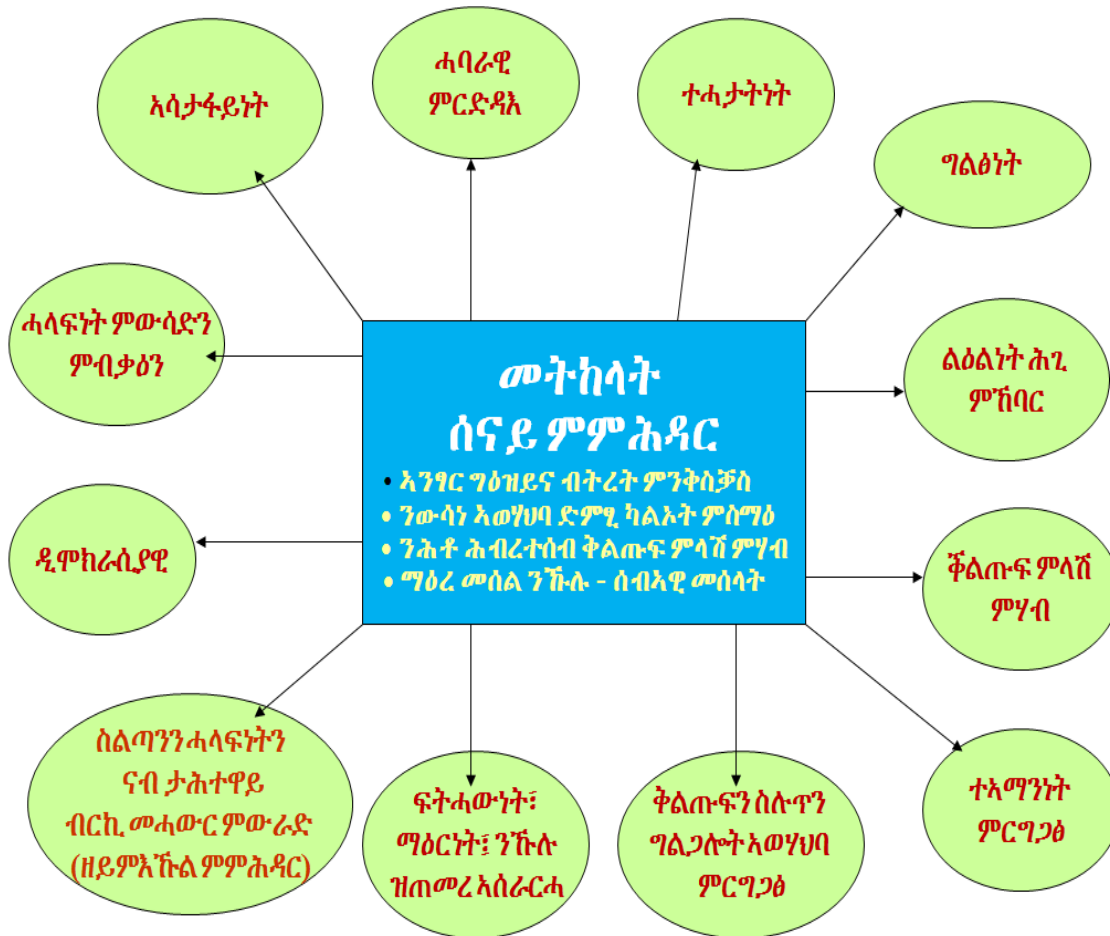 ኣሳታፋይነት
ሓባራዊ
ምርድዳእ
ተሓታትነት
ግልፅነት
ሓላፍነት ምውሳድን
ምብቃዕን
መትከላት
ሰናይ ምምሕዳር
• ኣንፃር ግዕዝይና ብትረት ምንቅስቓስ
• ንውሳነ ኣወሃህባ ድምፂ ካልኦት ምስማዕ
• ንሕቶ ሕብረተሰብ ቅልጡፍ ምላሽ ምሃብ
• ማዕረ መሰል ንኹሉ - ሰብኣዊ መሰላት
ልዕልነት ሕጊ
ምኸባር
ዲሞክራሲያዊ
ቕልጡፍ ምላሽ
ምሃብ
ስልጣንን ሓላፍነትን
ናብ ታሕተዋይ
ብርኪ መሓውር ምውራድ
(ዘይምእኹል ምምሕዳር)
ፍትሓውነት፣
ማዕርነት፤ ንኹሉ
ዝጠመረ ኣሰራርሓ
ቅልጡፍን ስሉጥን
ግልጋሎት ኣወሃህባ
ምርግጋፅ
ተኣማንነት
ምርግጋፅ